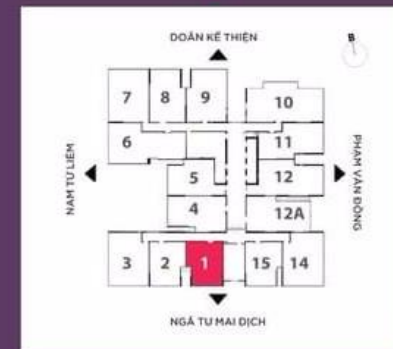 DOÃN KẾ THIỆN
B
7 8 9 10
6 11
NAM TỪ LIÊM
5 12
PHẠM VĂN ĐỒNG
4 12A
3 2 1 15 14
NGÃ TƯ MAI DỊCH